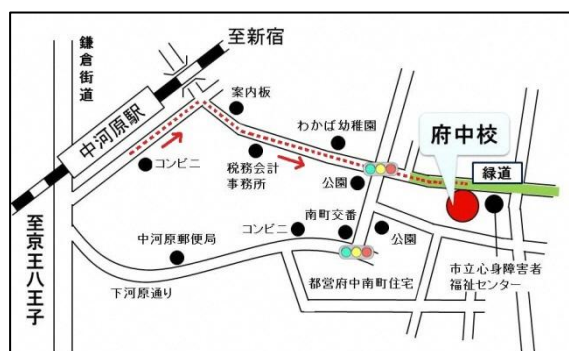 鎌倉街道
至新宿
中河原駅
案内板
わかば幼稚園
府中校
コンビニ
税務会計
事務所
公園
緑道
至京王八王子
中河原郵便局
コンビニ
南町交番
公園
下河原通り
都営府中南町住宅
市立心身障害者
福祉センター